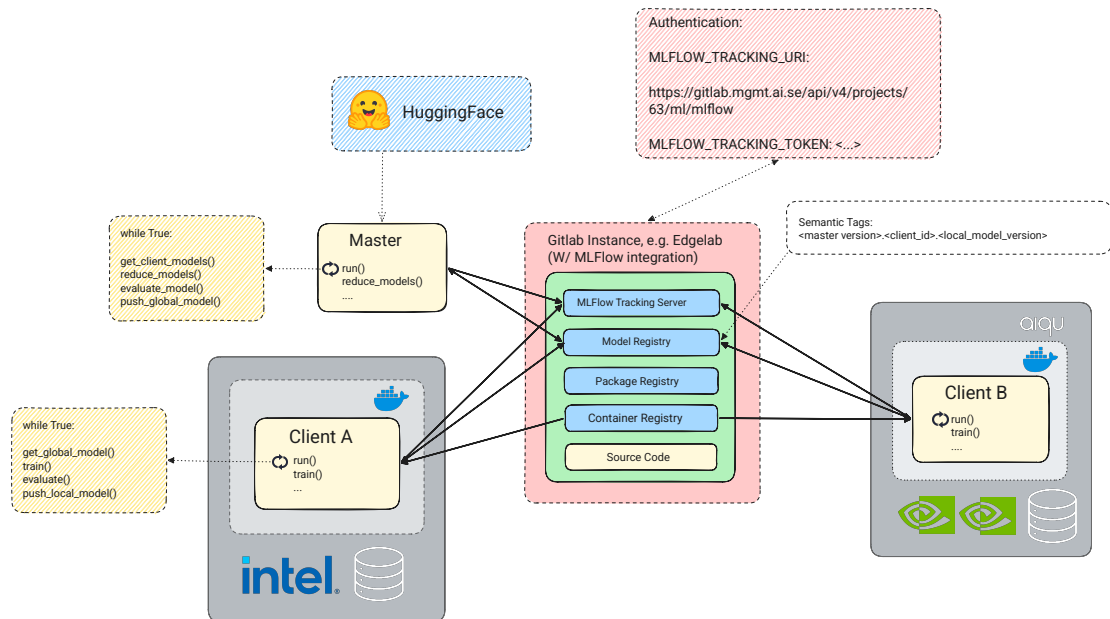 Authentication:
MLFLOW_TRACKING_URI:
https://gitlab.mgmt.ai.se/api/v4/projects/
63/ml/mlflow
MLFLOW_TRACKING_TOKEN: <...>
HuggingFace
Semantic Tags:
<master version>.<client_id>.<local_model_version>
while True:
get_client_models()
reduce_models()
evaluate_model()
push_global_model()
Master
run()
reduce_models()
....
Gitlab Instance, e.g. Edgelab
(W/ MLFlow integration)
MLFlow Tracking Server
Model Registry
Package Registry
Container Registry
Source Code
aiqu
Client B
run()
train()
....
while True:
get_global_model()
train()
evaluate()
push_local_model()
Client A
run()
train()
...
intel.